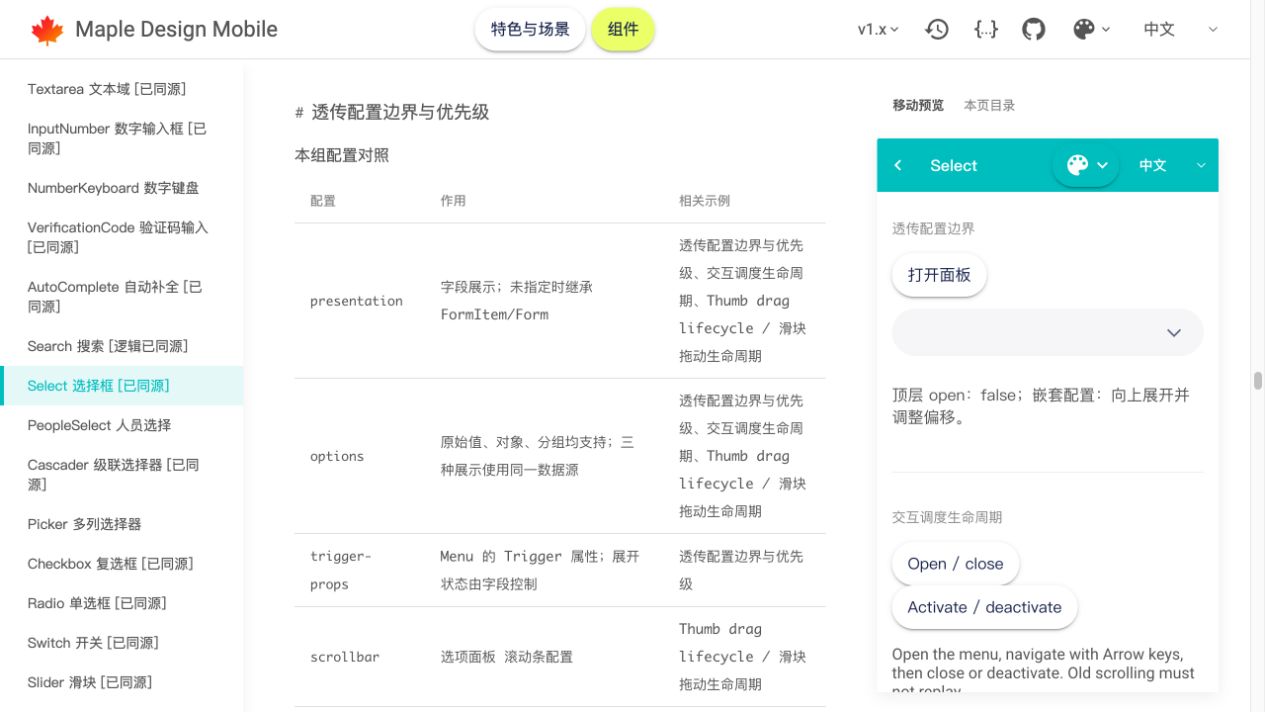 Maple Design Mobile
特色与场景
组件
v1.x
中文
Textarea 文本域 [已同源]
InputNumber 数字输入框 [已
同源]
NumberKeyboard 数字键盘
VerificationCode 验证码输入
[已同源]
AutoComplete 自动补全 [已
同源]
Search 搜索 [逻辑已同源]
Select 选择框 [已同源]
PeopleSelect 人员选择
Cascader 级联选择器 [已同
源]
Picker 多列选择器
Checkbox 复选框 [已同源]
Radio 单选框 [已同源]
Switch 开关 [已同源]
Slider 滑块 [已同源]
# 透传配置边界与优先级
本组配置对照
配置
作用
相关示例
presentation
字段展示；未指定时继承
FormItem/Form
透传配置边界与优先
级、交互调度生命周
期、Thumb drag
lifecycle / 滑块
拖动生命周期
options
原始值、对象、分组均支持；三
种展示使用同一数据源
透传配置边界与优先
级、交互调度生命周
期、Thumb drag
lifecycle / 滑块
拖动生命周期
trigger-
props
Menu 的 Trigger 属性；展开
状态由字段控制
透传配置边界与优先
级
scrollbar
选项面板 滚动条配置
Thumb drag
lifecycle / 滑块
拖动生命周期
移动预览
本页目录
Select
中文
透传配置边界
打开面板
顶层 open：false；嵌套配置：向上展开并
调整偏移。
交互调度生命周期
Open / close
Activate / deactivate
Open the menu, navigate with Arrow keys,
then close or deactivate. Old scrolling must
not replay